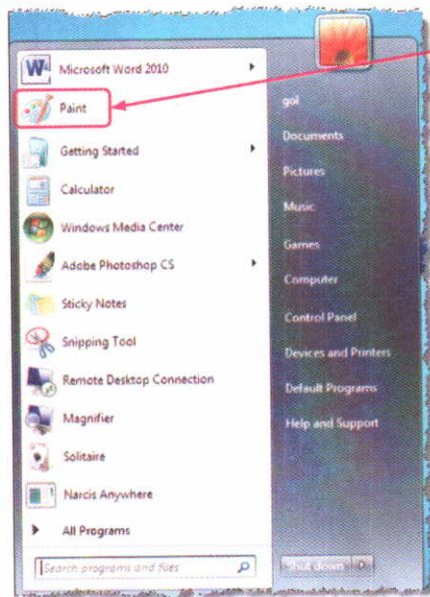 Microsoft Word 2010
Paint
Getting Started
Calculator
Windows Media Center
Adobe Photoshop CS
Sticky Notes
Snipping Tool
Remote Desktop Connection
Magnifier
Solitaire
Narcis Anywhere
All Programs
Search programs and files
gol
Documents
Pictures
Music
Games
Computer
Control Panel
Devices and Printers
Default Programs
Help and Support
Shut down